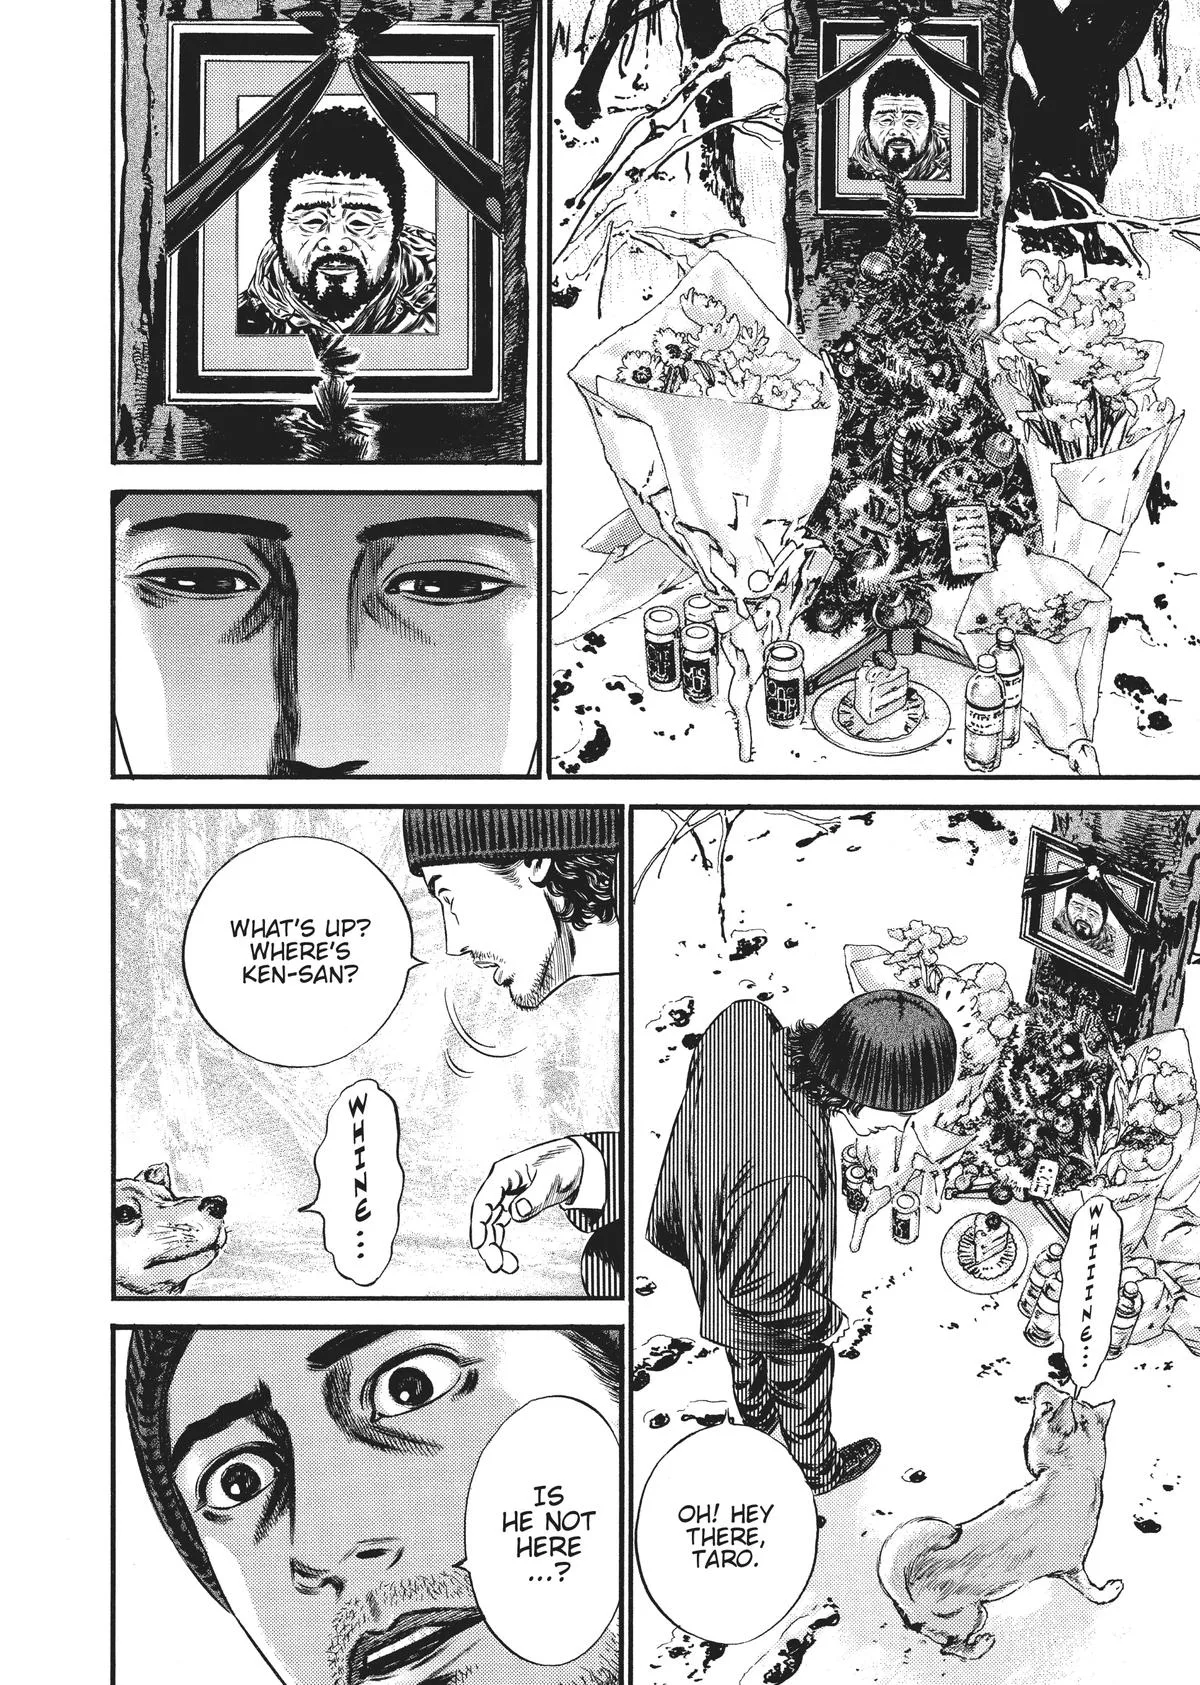 WHIIINE...
OH! HEY
THERE,
TARO.
WHAT'S UP?
WHERE'S
KEN-SAN?
WHINE...
IS
HE NOT
HERE
...?